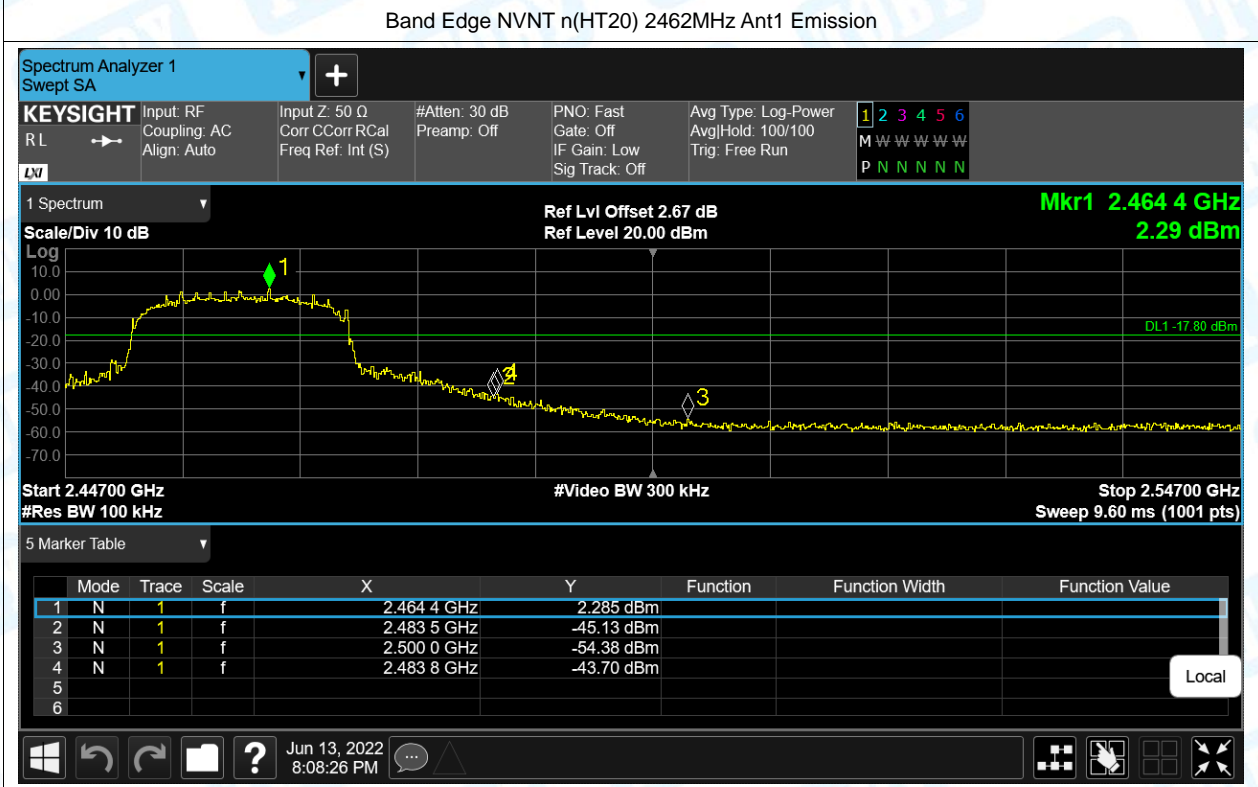 Band Edge NVNT n(HT20) 2462MHz Ant1 Emission
Spectrum Analyzer 1
Swept SA
+
KEYSIGHT
R L
LXI
Input: RF
Coupling: AC
Align: Auto
Input Z: 50 Ω
Corr CCorr RCal
Freq Ref: Int (S)
#Atten: 30 dB
Preamp: Off
PNO: Fast
Gate: Off
IF Gain: Low
Sig Track: Off
Avg Type: Log-Power
Avg|Hold: 100/100
Trig: Free Run
1 2 3 4 5 6
M W W W W W
P N N N N N
1 Spectrum
Scale/Div 10 dB
Ref Lvl Offset 2.67 dB
Ref Level 20.00 dBm
Mkr1 2.464 4 GHz
2.29 dBm
Log
10.0
0.00
-10.0
-20.0
-30.0
-40.0
-50.0
-60.0
-70.0
1
4
3
DL1 -17.80 dBm
Start 2.44700 GHz
#Res BW 100 kHz
#Video BW 300 kHz
Stop 2.54700 GHz
Sweep 9.60 ms (1001 pts)
5 Marker Table
Mode Trace Scale X Y Function Function Width Function Value
1 N 1 f 2.464 4 GHz 2.285 dBm
2 N 1 f 2.483 5 GHz -45.13 dBm
3 N 1 f 2.500 0 GHz -54.38 dBm
4 N 1 f 2.483 8 GHz -43.70 dBm
5
6
Local
?
Jun 13, 2022
8:08:26 PM